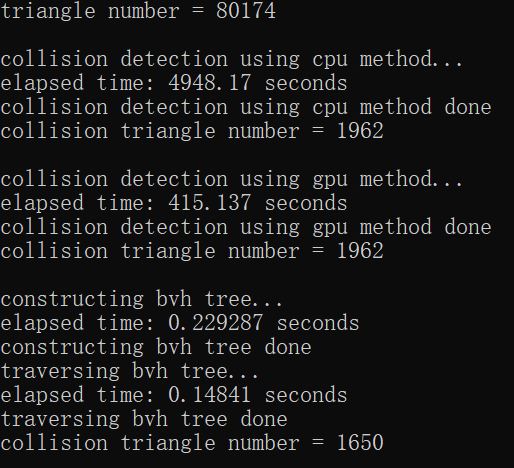 triangle number = 80174
collision detection using cpu method...
elapsed time: 4948.17 seconds
collision detection using cpu method done
collision triangle number = 1962
collision detection using gpu method...
elapsed time: 415.137 seconds
collision detection using gpu method done
collision triangle number = 1962
constructing bvh tree...
elapsed time: 0.229287 seconds
constructing bvh tree done
traversing bvh tree...
elapsed time: 0.14841 seconds
traversing bvh tree done
collision triangle number = 1650